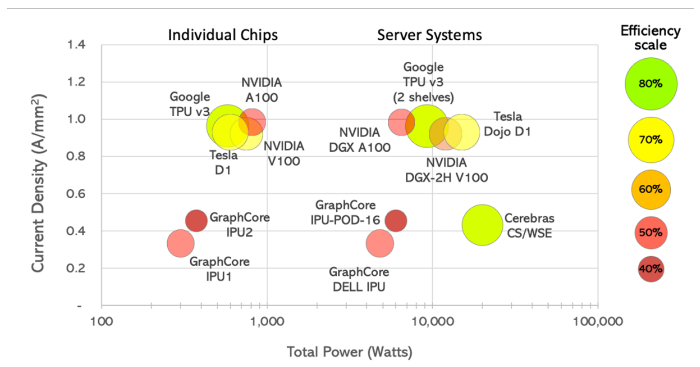 Individual Chips
Server Systems
Efficiency
scale
1.4
1.2
1.0
0.8
0.6
0.4
0.2
-
Current Density (A/mm²)
100
1,000
10,000
100,000
Total Power (Watts)
Google
TPU v3
NVIDIA
A100
Tesla
D1
NVIDIA
V100
GraphCore
IPU2
GraphCore
IPU1
Google
TPU v3
(2 shelves)
NVIDIA
DGX A100
Tesla
Dojo D1
NVIDIA
DGX-2H V100
GraphCore
IPU-POD-16
GraphCore
DELL IPU
Cerebras
CS/WSE
80%
70%
60%
50%
40%